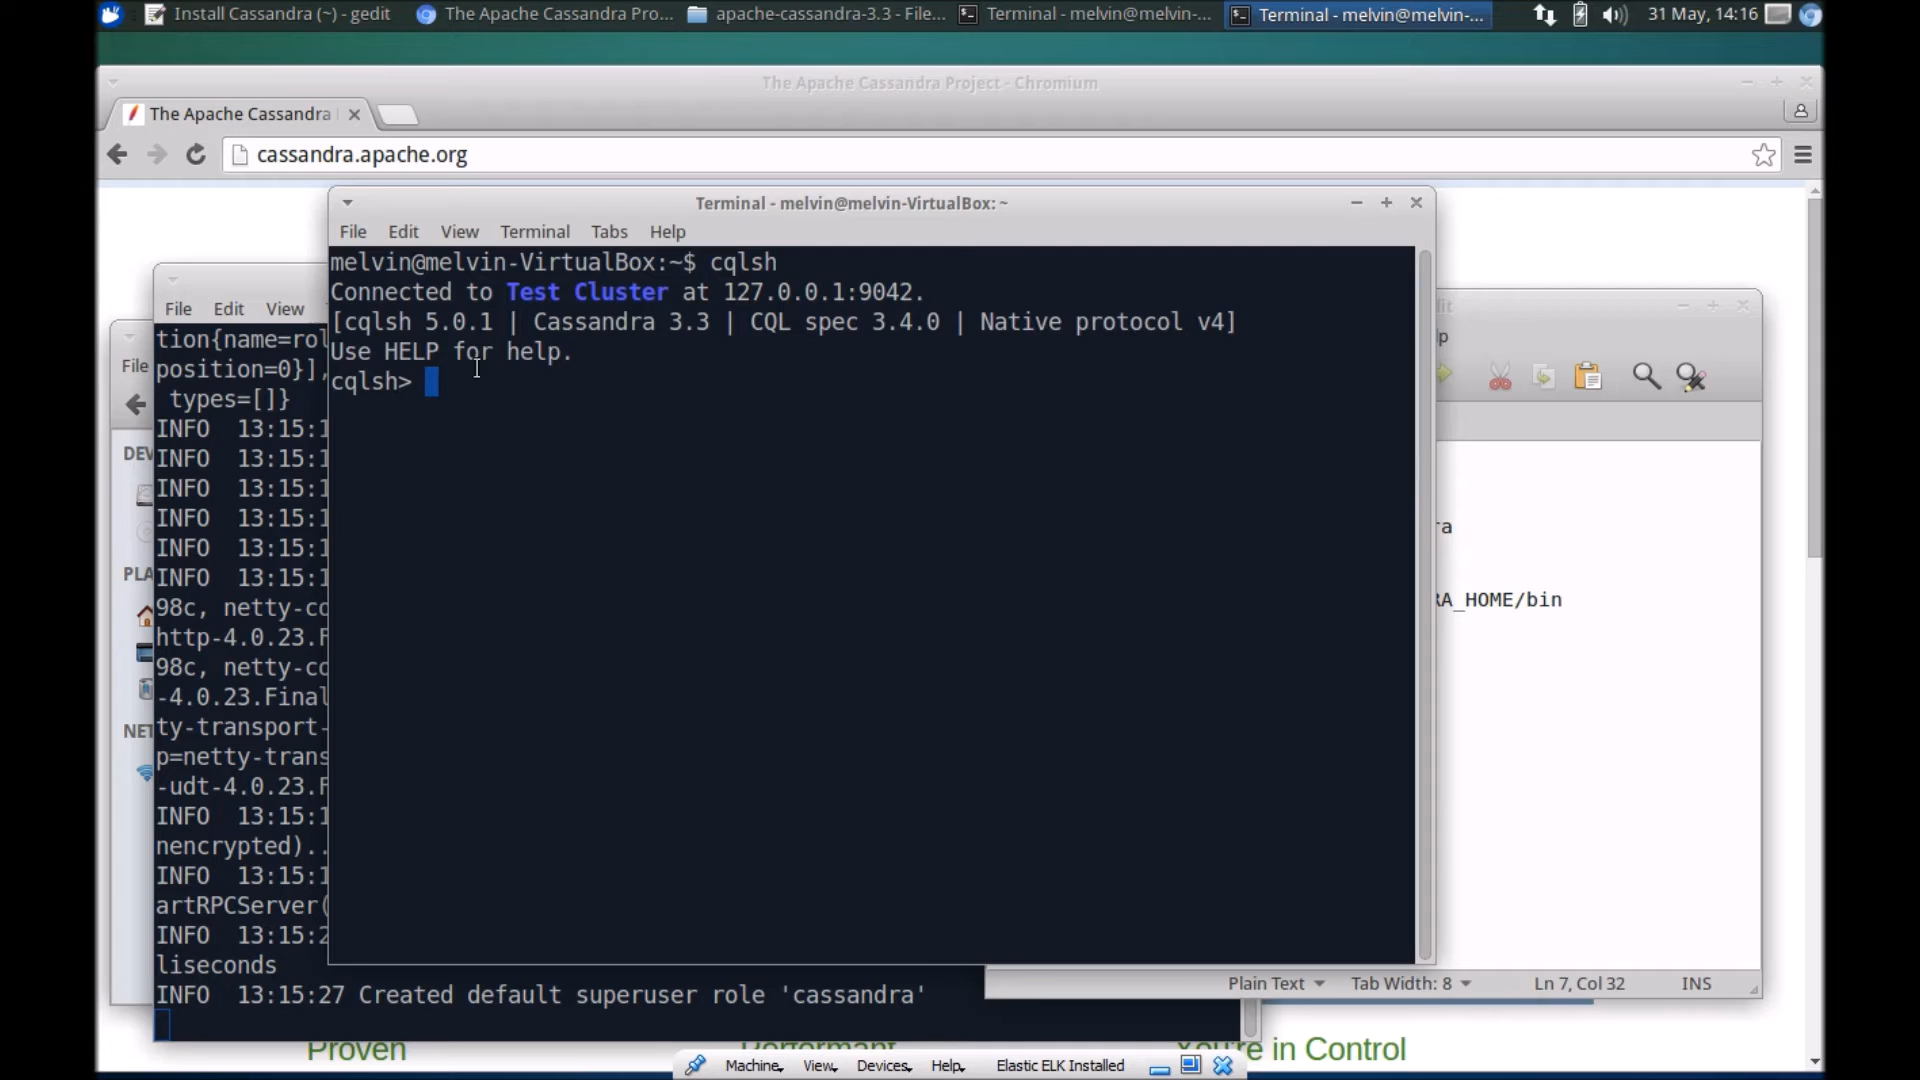 Install Cassandra (~) - gedit
The Apache Cassandra Pro...
apache-cassandra-3.3 - File...
Terminal - melvin@melvin-...
Terminal - melvin@melvin-...
31 May, 14:16
The Apache Cassandra Project - Chromium
The Apache Cassandra
cassandra.apache.org
Terminal - melvin@melvin-VirtualBox: ~
File Edit View Terminal Tabs Help
melvin@melvin-VirtualBox:~$ cqlsh
Connected to Test Cluster at 127.0.0.1:9042.
[cqlsh 5.0.1 | Cassandra 3.3 | CQL spec 3.4.0 | Native protocol v4]
Use HELP for help.
cqlsh>
File Edit View
tion{name=rol
position=0}],
types=[]}
INFO 13:15:1
INFO 13:15:1
INFO 13:15:1
INFO 13:15:1
INFO 13:15:1
INFO 13:15:1
98c, netty-co
http-4.0.23.F
98c, netty-co
-4.0.23.Final
ty-transport-
p=netty-trans
-udt-4.0.23.F
INFO 13:15:1
nencrypted)..
INFO 13:15:1
artRPCServer(
INFO 13:15:2
liseconds
INFO 13:15:27 Created default superuser role 'cassandra'
File
DEV
PLA
NET
lp
ra
RA_HOME/bin
Plain Text
Tab Width: 8
Ln 7, Col 32
INS
Proven
You're in Control
Machine
View
Devices
Help
Elastic ELK Installed